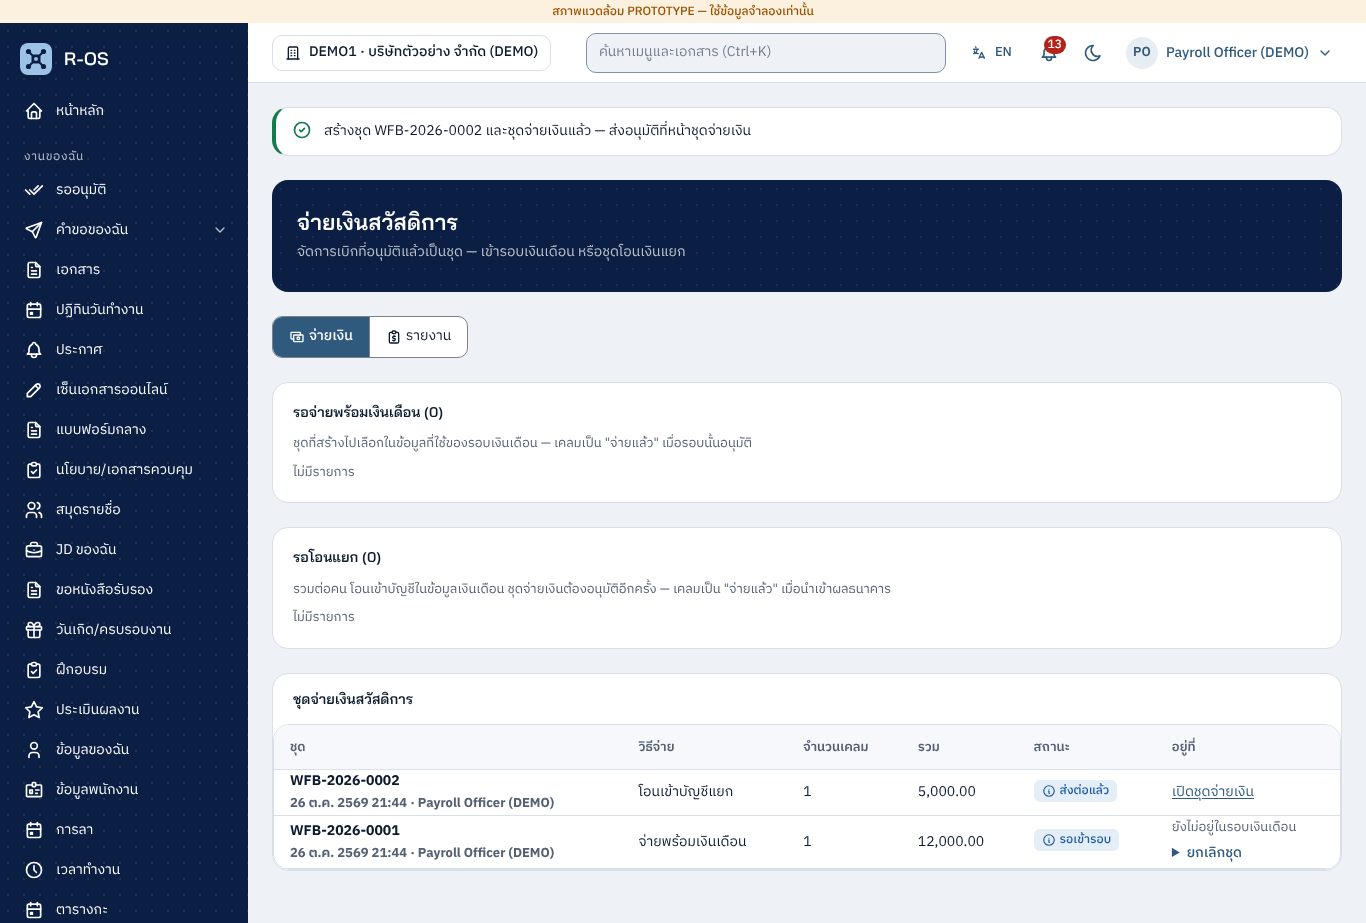 สภาพแวดล้อม PROTOTYPE — ใช้ข้อมูลจำลองเท่านั้น
R-OS
DEMO1 · บริษัทตัวอย่าง จำกัด (DEMO)
ค้นหาเมนูและเอกสาร (Ctrl+K)
EN
13
PO
Payroll Officer (DEMO)
หน้าหลัก
งานของฉัน
รออนุมัติ
คำขอของฉัน
เอกสาร
ปฏิทินวันทำงาน
ประกาศ
เซ็นเอกสารออนไลน์
แบบฟอร์มกลาง
นโยบาย/เอกสารควบคุม
สมุดรายชื่อ
JD ของฉัน
ขอหนังสือรับรอง
วันเกิด/ครบรอบงาน
ฝึกอบรม
ประเมินผลงาน
ข้อมูลของฉัน
ข้อมูลพนักงาน
การลา
เวลาทำงาน
ตารางกะ
สร้างชุด WFB-2026-0002 และชุดจ่ายเงินแล้ว — ส่งอนุมัติที่หน้าชุดจ่ายเงิน
จ่ายเงินสวัสดิการ
จัดการเบิกที่อนุมัติแล้วเป็นชุด — เข้ารอบเงินเดือน หรือชุดโอนเงินแยก
จ่ายเงิน
รายงาน
รอจ่ายพร้อมเงินเดือน (0)
ชุดที่สร้างไปเลือกในข้อมูลที่ใช้ของรอบเงินเดือน — เคลมเป็น "จ่ายแล้ว" เมื่อรอบนั้นอนุมัติ
ไม่มีรายการ
รอโอนแยก (0)
รวมต่อคน โอนเข้าบัญชีในข้อมูลเงินเดือน ชุดจ่ายเงินต้องอนุมัติอีกครั้ง — เคลมเป็น "จ่ายแล้ว" เมื่อนำเข้าผลธนาคาร
ไม่มีรายการ
ชุดจ่ายเงินสวัสดิการ
ชุด วิธีจ่าย จำนวนเคลม รวม สถานะ อยู่ที่
WFB-2026-0002
26 ต.ค. 2569 21:44 · Payroll Officer (DEMO)
โอนเข้าบัญชีแยก 1 5,000.00 ส่งต่อแล้ว เปิดชุดจ่ายเงิน
WFB-2026-0001
26 ต.ค. 2569 21:44 · Payroll Officer (DEMO)
จ่ายพร้อมเงินเดือน 1 12,000.00 รอเข้ารอบ
ยังไม่อยู่ในรอบเงินเดือน
ยกเลิกชุด